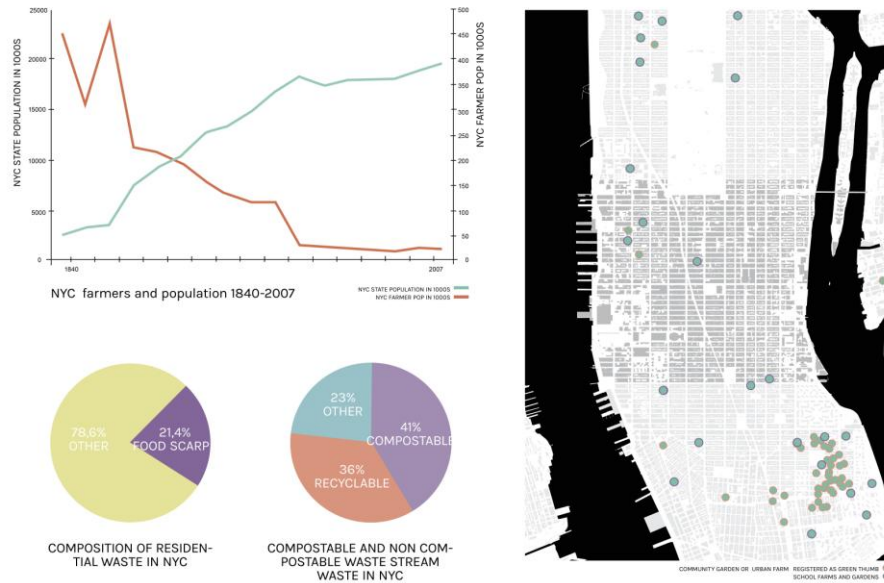 NYC STATE POPULATION IN 1000S
25000
20000
15000
10000
5000
0
500
450
400
350
300
250
200
150
100
50
0
NYC FARMER POP IN 1000S
1840
2007
NYC farmers and population 1840-2007
NYC STATE POPULATION IN 1000S
NYC FARMER POP IN 1000S
78,6%
OTHER
21,4%
FOOD SCARP
COMPOSITION OF RESIDEN-
TIAL WASTE IN NYC
23%
OTHER
41%
COMPOSTABLE
36%
RECYCLABLE
COMPOSTABLE AND NON COM-
POSTABLE WASTE STREAM
WASTE IN NYC
COMMUNITY GARDEN OR URBAN FARM REGISTERED AS GREEN THUMB
SCHOOL FARMS AND GARDENS